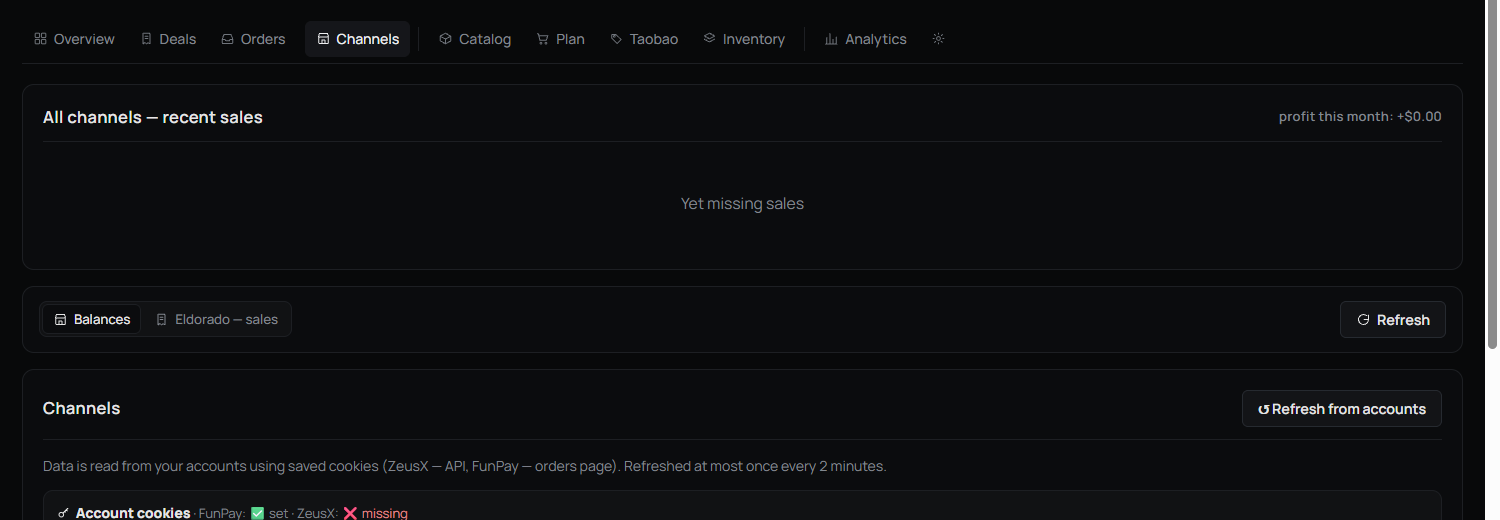 Overview Deals Orders Channels Catalog Plan Taobao Inventory Analytics
All channels — recent sales profit this month: +$0.00
Yet missing sales
Balances Eldorado — sales Refresh
Channels ↺ Refresh from accounts
Data is read from your accounts using saved cookies (ZeusX — API, FunPay — orders page). Refreshed at most once every 2 minutes.
Account cookies · FunPay: ✅ set · ZeusX: ❌ missing